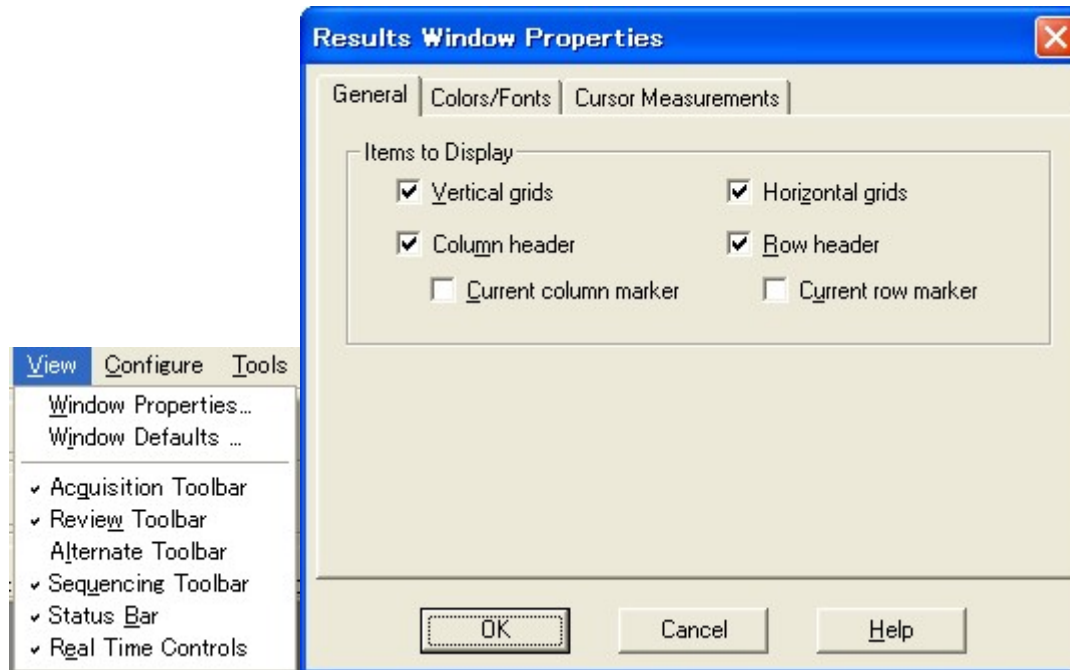 Results Window Properties
General Colors/Fonts Cursor Measurements
Items to Display
Vertical grids Horizontal grids
Column header Row header
Current column marker Current row marker
OK Cancel Help
View Configure Tools
Window Properties...
Window Defaults ...
Acquisition Toolbar
Review Toolbar
Alternate Toolbar
Sequencing Toolbar
Status Bar
Real Time Controls